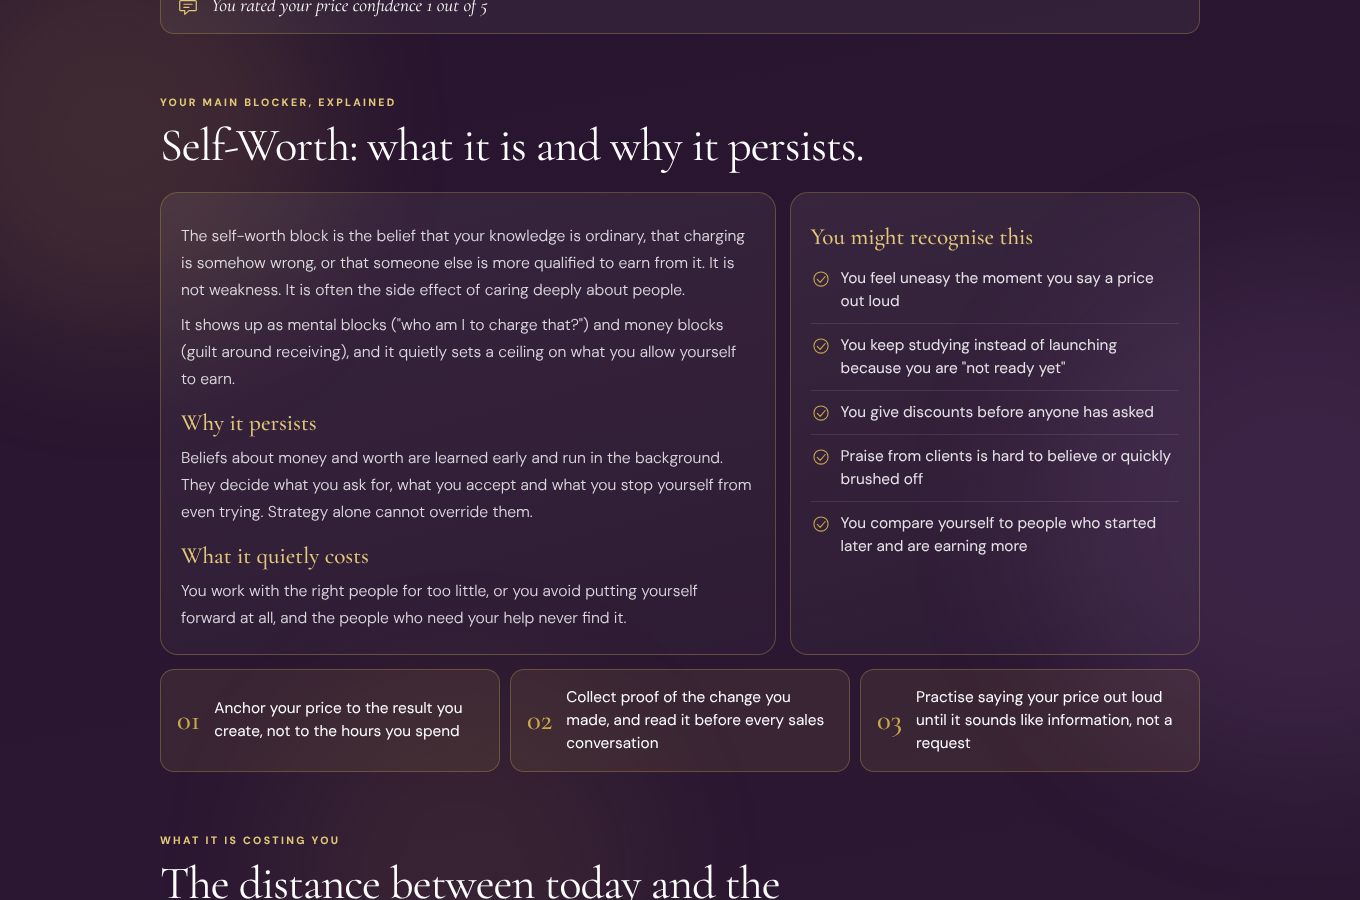 You rated your price confidence 1 out of 5
YOUR MAIN BLOCKER, EXPLAINED
Self-Worth: what it is and why it persists.
The self-worth block is the belief that your knowledge is ordinary, that charging
is somehow wrong, or that someone else is more qualified to earn from it. It is
not weakness. It is often the side effect of caring deeply about people.
It shows up as mental blocks ("who am I to charge that?") and money blocks
(guilt around receiving), and it quietly sets a ceiling on what you allow yourself
to earn.
Why it persists
Beliefs about money and worth are learned early and run in the background.
They decide what you ask for, what you accept and what you stop yourself from
even trying. Strategy alone cannot override them.
What it quietly costs
You work with the right people for too little, or you avoid putting yourself
forward at all, and the people who need your help never find it.
You might recognise this
You feel uneasy the moment you say a price
out loud
You keep studying instead of launching
because you are "not ready yet"
You give discounts before anyone has asked
Praise from clients is hard to believe or quickly
brushed off
You compare yourself to people who started
later and are earning more
01
Anchor your price to the result you
create, not to the hours you spend
02
Collect proof of the change you
made, and read it before every sales
conversation
03
Practise saying your price out loud
until it sounds like information, not a
request
WHAT IT IS COSTING YOU
The distance between today and the